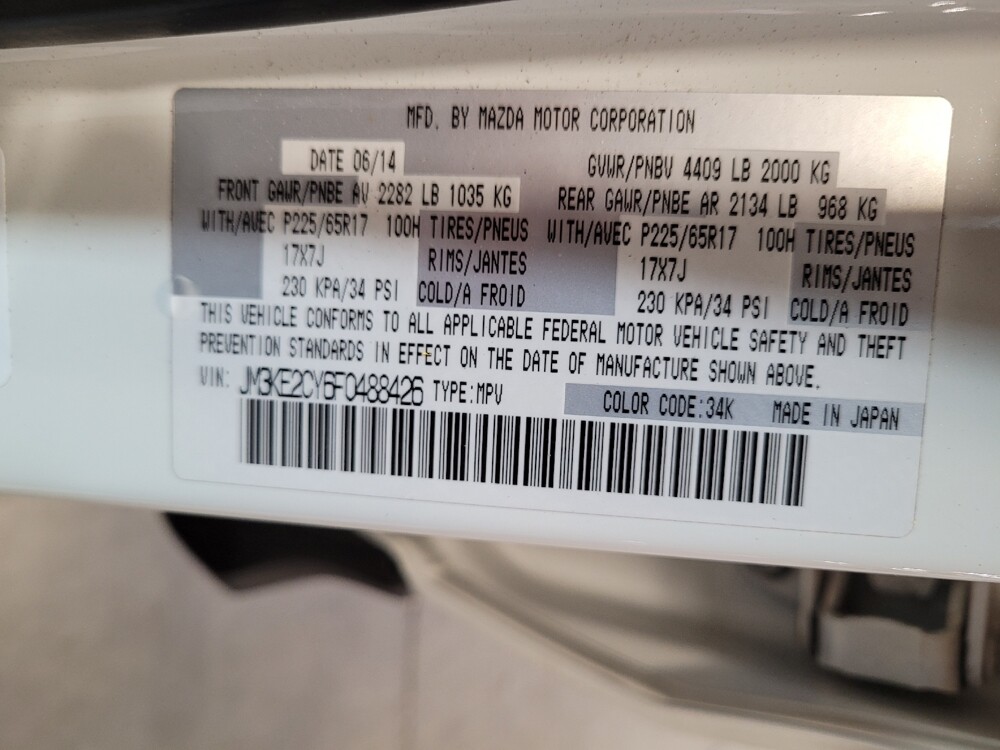 MFD. BY MAZDA MOTOR CORPORATION
DATE 06/14 GVWR/PNBV 4409 LB 2000 KG
FRONT GAWR/PNBE AV 2282 LB 1035 KG REAR GAWR/PNBE AR 2134 LB 968 KG
WITH/AVEC P225/65R17 100H TIRES/PNEUS WITH/AVEC P225/65R17 100H TIRES/PNEUS
17X7J RIMS/JANTES 17X7J RIMS/JANTES
230 KPA/34 PSI COLD/A FROID 230 KPA/34 PSI COLD/A FROID
THIS VEHICLE CONFORMS TO ALL APPLICABLE FEDERAL MOTOR VEHICLE SAFETY AND THEFT
PREVENTION STANDARDS IN EFFECT ON THE DATE OF MANUFACTURE SHOWN ABOVE.
VIN: JM3KE2CY6F0488426 TYPE:MPV COLOR CODE:34K MADE IN JAPAN